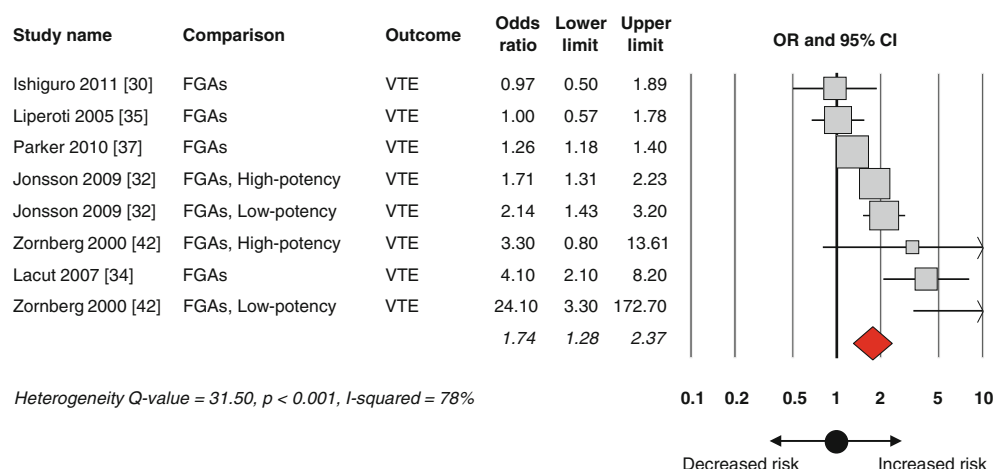 Study name Comparison Outcome Odds ratio Lower limit Upper limit OR and 95% CI
Ishiguro 2011 [30] FGAs VTE 0.97 0.50 1.89
Liperoti 2005 [35] FGAs VTE 1.00 0.57 1.78
Parker 2010 [37] FGAs VTE 1.26 1.18 1.40
Jonsson 2009 [32] FGAs, High-potency VTE 1.71 1.31 2.23
Jonsson 2009 [32] FGAs, Low-potency VTE 2.14 1.43 3.20
Zornberg 2000 [42] FGAs, High-potency VTE 3.30 0.80 13.61
Lacut 2007 [34] FGAs VTE 4.10 2.10 8.20
Zornberg 2000 [42] FGAs, Low-potency VTE 24.10 3.30 172.70
1.74 1.28 2.37
Heterogeneity Q-value = 31.50, p < 0.001, I-squared = 78% 0.1 0.2 0.5 1 2 5 10
Decreased risk Increased risk